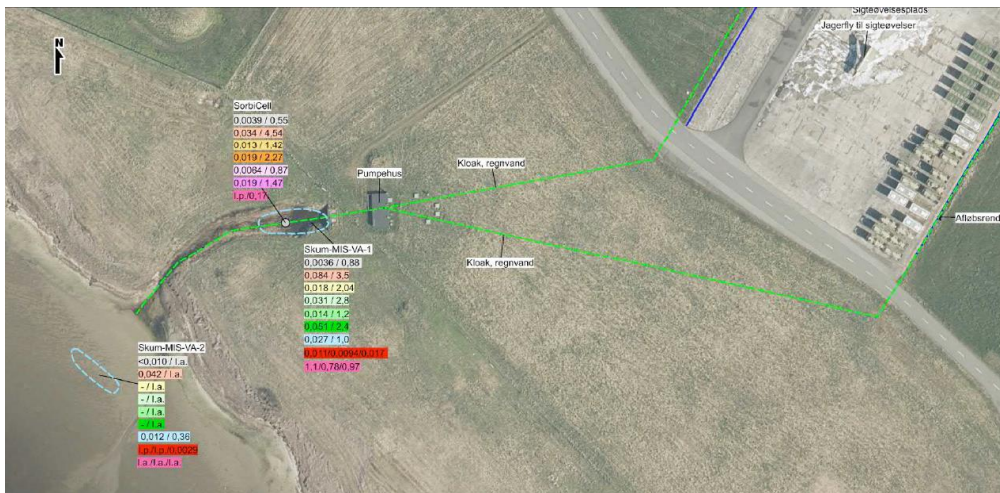 Sigteøvelsesplads
Jagerfly til sigteøvelser
N
SorbiCell
0,0039 / 0,55
0,034 / 4,54
0,013 / 1,42
0,019 / 2,27
0,0064 / 0,87
0,019 / 1,47
i.p./0,17
Kloak, regnvand
Pumpehus
Afløbsrend
Skum-MIS-VA-1
0,0036 / 0,88
0,084 / 3,5
0,018 / 2,04
0,031 / 2,8
0,014 / 1,2
0,051 / 2,4
0,027 / 1,0
0,011/0,0094/0,017
1,1/0,78/0,97
Kloak, regnvand
Skum-MIS-VA-2
<0,010 / i.a.
0,042 / i.a.
- / i.a.
- / i.a.
- / i.a.
- / i.a.
0,012 / 0,36
i.p./i.p./0,0029
i.a./i.a./i.a.